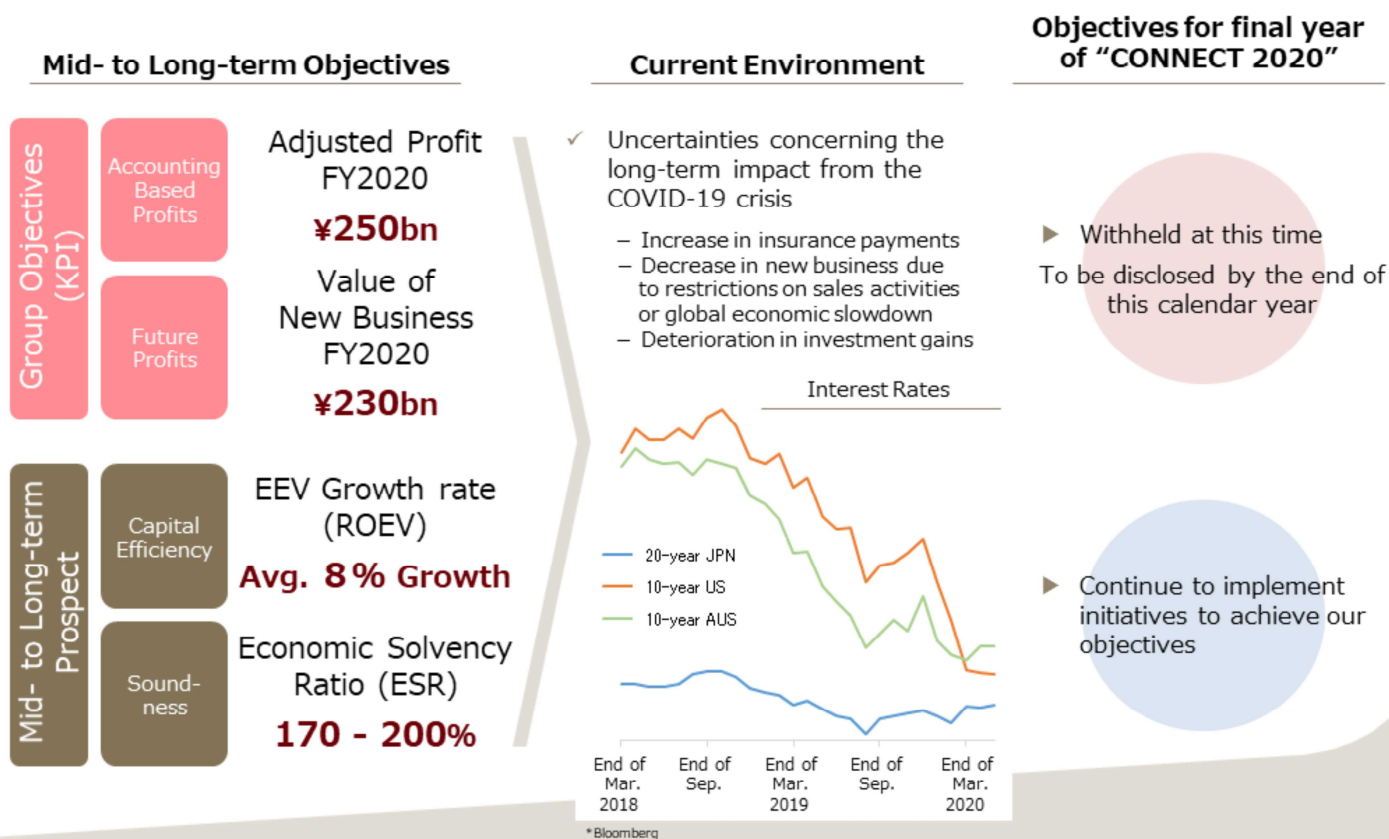 Mid- to Long-term Objectives
Group Objectives
(KPI)
Accounting
Based
Profits
Adjusted Profit
FY2020
¥250bn
Future
Profits
Value of
New Business
FY2020
¥230bn
Mid- to Long-term
Prospect
Capital
Efficiency
EEV Growth rate
(ROEV)
Avg. 8% Growth
Sound-
ness
Economic Solvency
Ratio (ESR)
170 - 200%
Current Environment
✓ Uncertainties concerning the
long-term impact from the
COVID-19 crisis
– Increase in insurance payments
– Decrease in new business due
to restrictions on sales activities
or global economic slowdown
– Deterioration in investment gains
Interest Rates
20-year JPN
10-year US
10-year AUS
End of
Mar.
2018
End of
Sep.
End of
Mar.
2019
End of
Sep.
End of
Mar.
2020
*Bloomberg
Objectives for final year
of “CONNECT 2020”
▶ Withheld at this time
To be disclosed by the end of
this calendar year
▶ Continue to implement
initiatives to achieve our
objectives